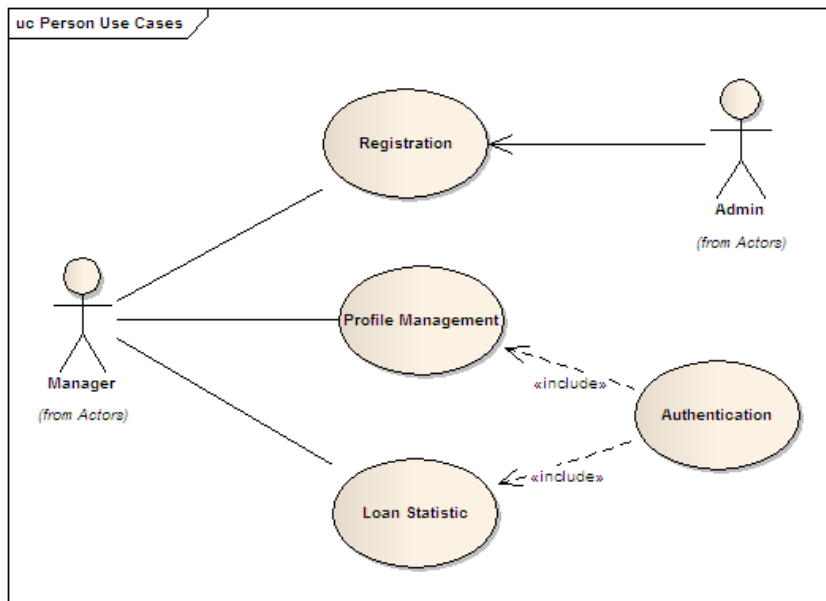 uc Person Use Cases
Registration
Admin
(from Actors)
Profile Management
Manager
(from Actors)
«include»
Authentication
«include»
Loan Statistic